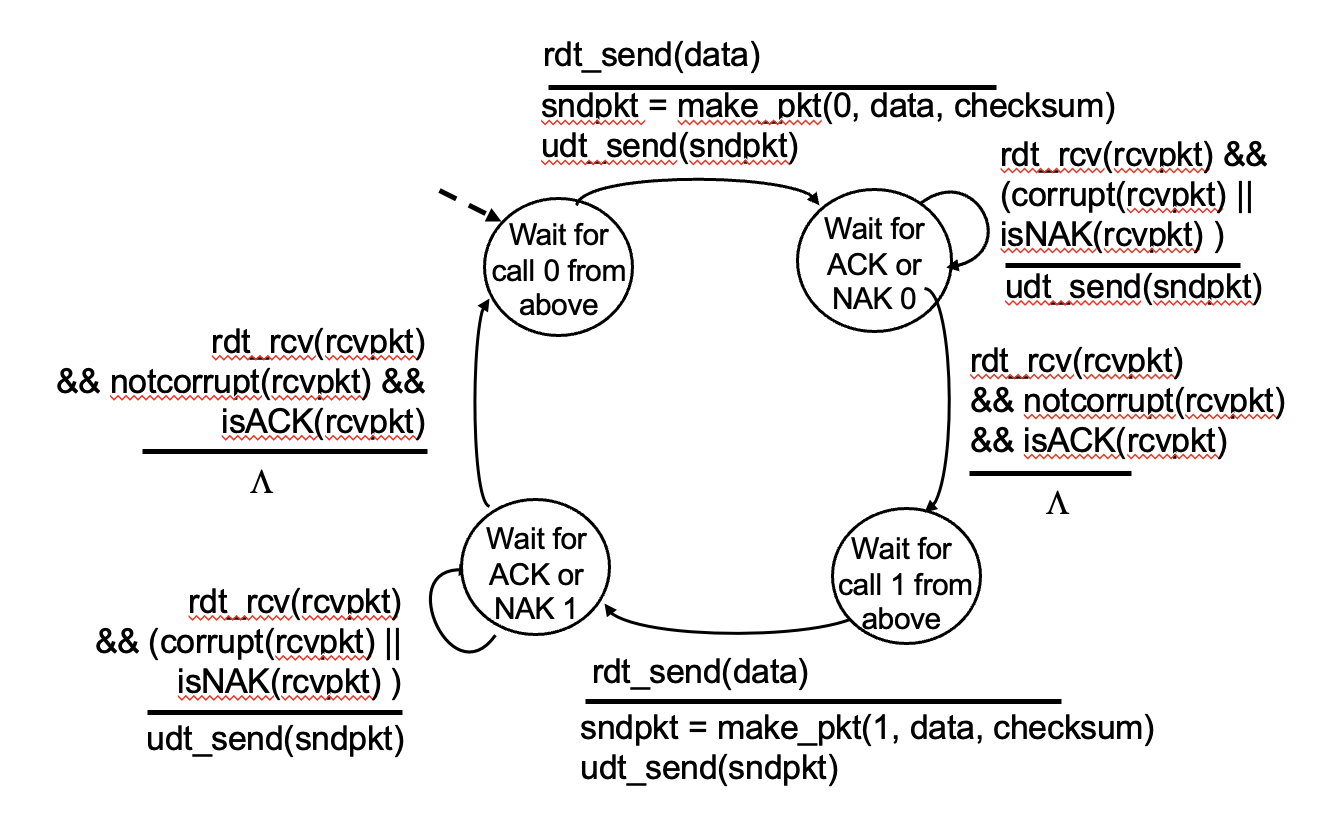 rdt_send(data)
sndpkt = make_pkt(0, data, checksum)
udt_send(sndpkt)
rdt_rcv(rcvpkt) &&
(corrupt(rcvpkt) ||
isNAK(rcvpkt) )
udt_send(sndpkt)
Wait for
call 0 from
above
Wait for
ACK or
NAK 0
rdt_rcv(rcvpkt)
&& notcorrupt(rcvpkt) &&
isACK(rcvpkt)
Λ
rdt_rcv(rcvpkt)
&& notcorrupt(rcvpkt)
&& isACK(rcvpkt)
Λ
Wait for
ACK or
NAK 1
Wait for
call 1 from
above
rdt_rcv(rcvpkt)
&& (corrupt(rcvpkt) ||
isNAK(rcvpkt) )
udt_send(sndpkt)
rdt_send(data)
sndpkt = make_pkt(1, data, checksum)
udt_send(sndpkt)